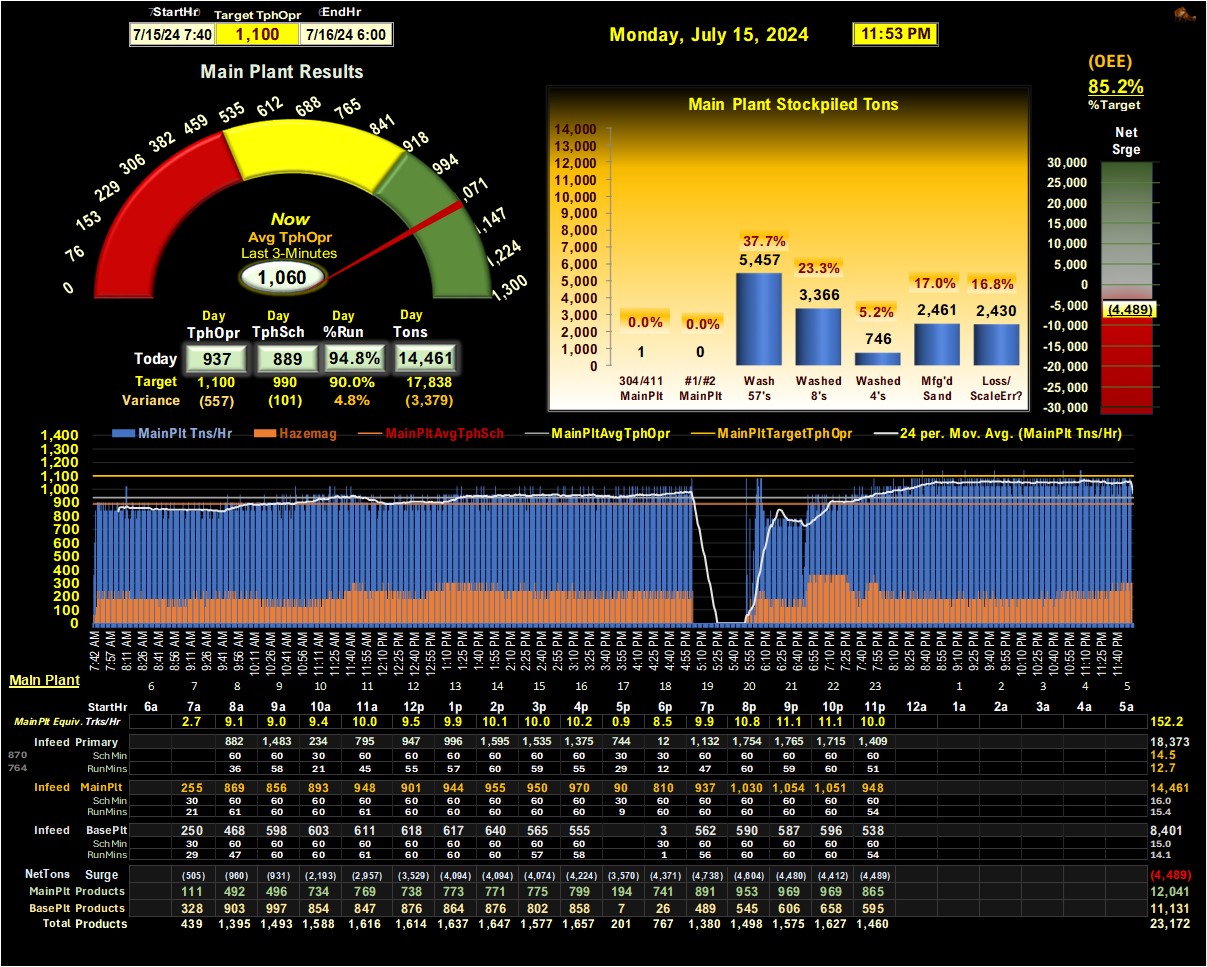 StartHr Target TphOpr EndHr
7/15/24 7:40 1,100 7/16/24 6:00
Monday, July 15, 2024 11:53 PM
(OEE)
85.2%
%Target
Main Plant Results
0 76 153 229 306 382 459 535 612 688 765 841 918 994 ,071 1,147 1,224 1,300
Now
Avg TphOpr
Last 3-Minutes
1,060
Day Day Day Day
TphOpr TphSch %Run Tons
Today 937 889 94.8% 14,461
Target 1,100 990 90.0% 17,838
Variance (557) (101) 4.8% (3,379)
Main Plant Stockpiled Tons
14,000
13,000
12,000
11,000
10,000
9,000
8,000
7,000
6,000
5,000
4,000
3,000
2,000
1,000
0
0.0% 0.0% 37.7% 23.3% 5.2% 17.0% 16.8%
1 0 5,457 3,366 746 2,461 2,430
304/411 #1/#2 Wash Washed Washed Mfg'd Loss/
MainPlt MainPlt 57's 8's 4's Sand ScaleErr?
Net
Srge
30,000
25,000
20,000
15,000
10,000
5,000
0
-5,000
(4,489)
-10,000
-15,000
-20,000
-25,000
-30,000
MainPlt Tns/Hr Hazemag MainPltAvgTphSch MainPltAvgTphOpr MainPltTargetTphOpr 24 per. Mov. Avg. (MainPlt Tns/Hr)
1,400
1,300
1,200
1,100
1,000
900
800
700
600
500
400
300
200
100
0
7:42 AM 7:57 AM 8:11 AM 8:26 AM 8:41 AM 8:56 AM 9:11 AM 9:26 AM 9:41 AM 9:56 AM 10:11 AM 10:26 AM 10:41 AM 10:56 AM 11:11 AM 11:25 AM 11:40 AM 11:55 AM 12:10 PM 12:25 PM 12:40 PM 12:55 PM 1:10 PM 1:25 PM 1:40 PM 1:55 PM 2:10 PM 2:25 PM 2:40 PM 2:55 PM 3:10 PM 3:25 PM 3:40 PM 3:55 PM 4:10 PM 4:25 PM 4:40 PM 4:55 PM 5:10 PM 5:25 PM 5:40 PM 5:55 PM 6:10 PM 6:25 PM 6:40 PM 6:55 PM 7:10 PM 7:25 PM 7:40 PM 7:55 PM 8:10 PM 8:25 PM 8:40 PM 8:55 PM 9:10 PM 9:25 PM 9:40 PM 9:55 PM 10:10 PM 10:25 PM 10:40 PM 10:55 PM 11:10 PM 11:25 PM 11:40 PM
Main Plant 6 7 8 9 10 11 12 13 14 15 16 17 18 19 20 21 22 23 1 2 3 4 5
StartHr 6a 7a 8a 9a 10a 11a 12p 1p 2p 3p 4p 5p 6p 7p 8p 9p 10p 11p 12a 1a 2a 3a 4a 5a
MainPlt Equiv. Trks/Hr 2.7 9.1 9.0 9.4 10.0 9.5 9.9 10.1 10.0 10.2 0.9 8.5 9.9 10.8 11.1 11.1 10.0 152.2
Infeed Primary 882 1,483 234 795 947 996 1,595 1,535 1,375 744 12 1,132 1,754 1,765 1,715 1,409 18,373
870 Sch Min 60 60 30 60 60 60 60 60 60 30 30 60 60 60 60 60 14.5
764 RunMins 36 58 21 45 55 57 60 59 55 29 12 47 60 59 60 51 12.7
Infeed MainPlt 255 869 856 893 948 901 944 955 950 970 90 810 937 1,030 1,054 1,051 948 14,461
Sch Min 30 60 60 60 60 60 60 60 60 60 30 60 60 60 60 60 60 16.0
RunMins 21 61 60 60 61 60 60 60 60 60 9 60 60 60 60 60 54 15.4
Infeed BasePlt 250 468 598 603 611 618 617 640 565 555 3 562 590 587 596 538 8,401
Sch Min 30 60 60 60 60 60 60 60 60 60 30 60 60 60 60 60 15.0
RunMins 29 47 60 60 61 60 60 60 57 58 1 56 60 60 60 54 14.1
NetTons Surge (505) (960) (931) (2,193) (2,957) (3,529) (4,094) (4,094) (4,074) (4,224) (3,570) (4,371) (4,738) (4,604) (4,480) (4,412) (4,489) (4,489)
MainPlt Products 111 492 496 734 769 738 773 771 775 799 194 741 891 953 969 969 865 12,041
BasePlt Products 328 903 997 854 847 876 864 876 802 858 7 26 489 545 606 658 595 11,131
Total Products 439 1,395 1,493 1,588 1,616 1,614 1,637 1,647 1,577 1,657 201 767 1,380 1,498 1,575 1,627 1,460 23,172